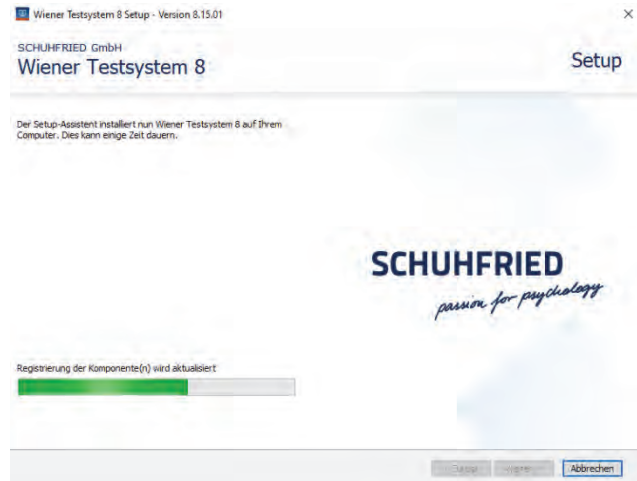 Wiener Testsystem 8 Setup - Version 8.15.01
SCHUHFRIED GmbH
Wiener Testsystem 8
Setup
Der Setup-Assistent installiert nun Wiener Testsystem 8 auf Ihrem
Computer. Dies kann einige Zeit dauern.
SCHUHFRIED
passion for psychology
Registrierung der Komponente(n) wird aktualisiert
Abbrechen